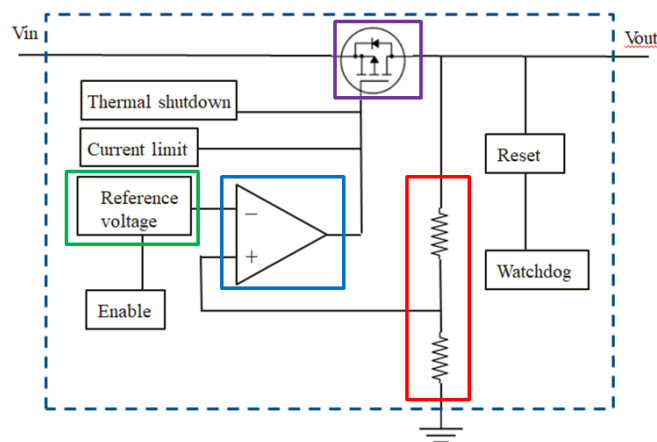 Vin
Vout
Thermal shutdown
Current limit
Reset
Reference
voltage
−
+
Watchdog
Enable